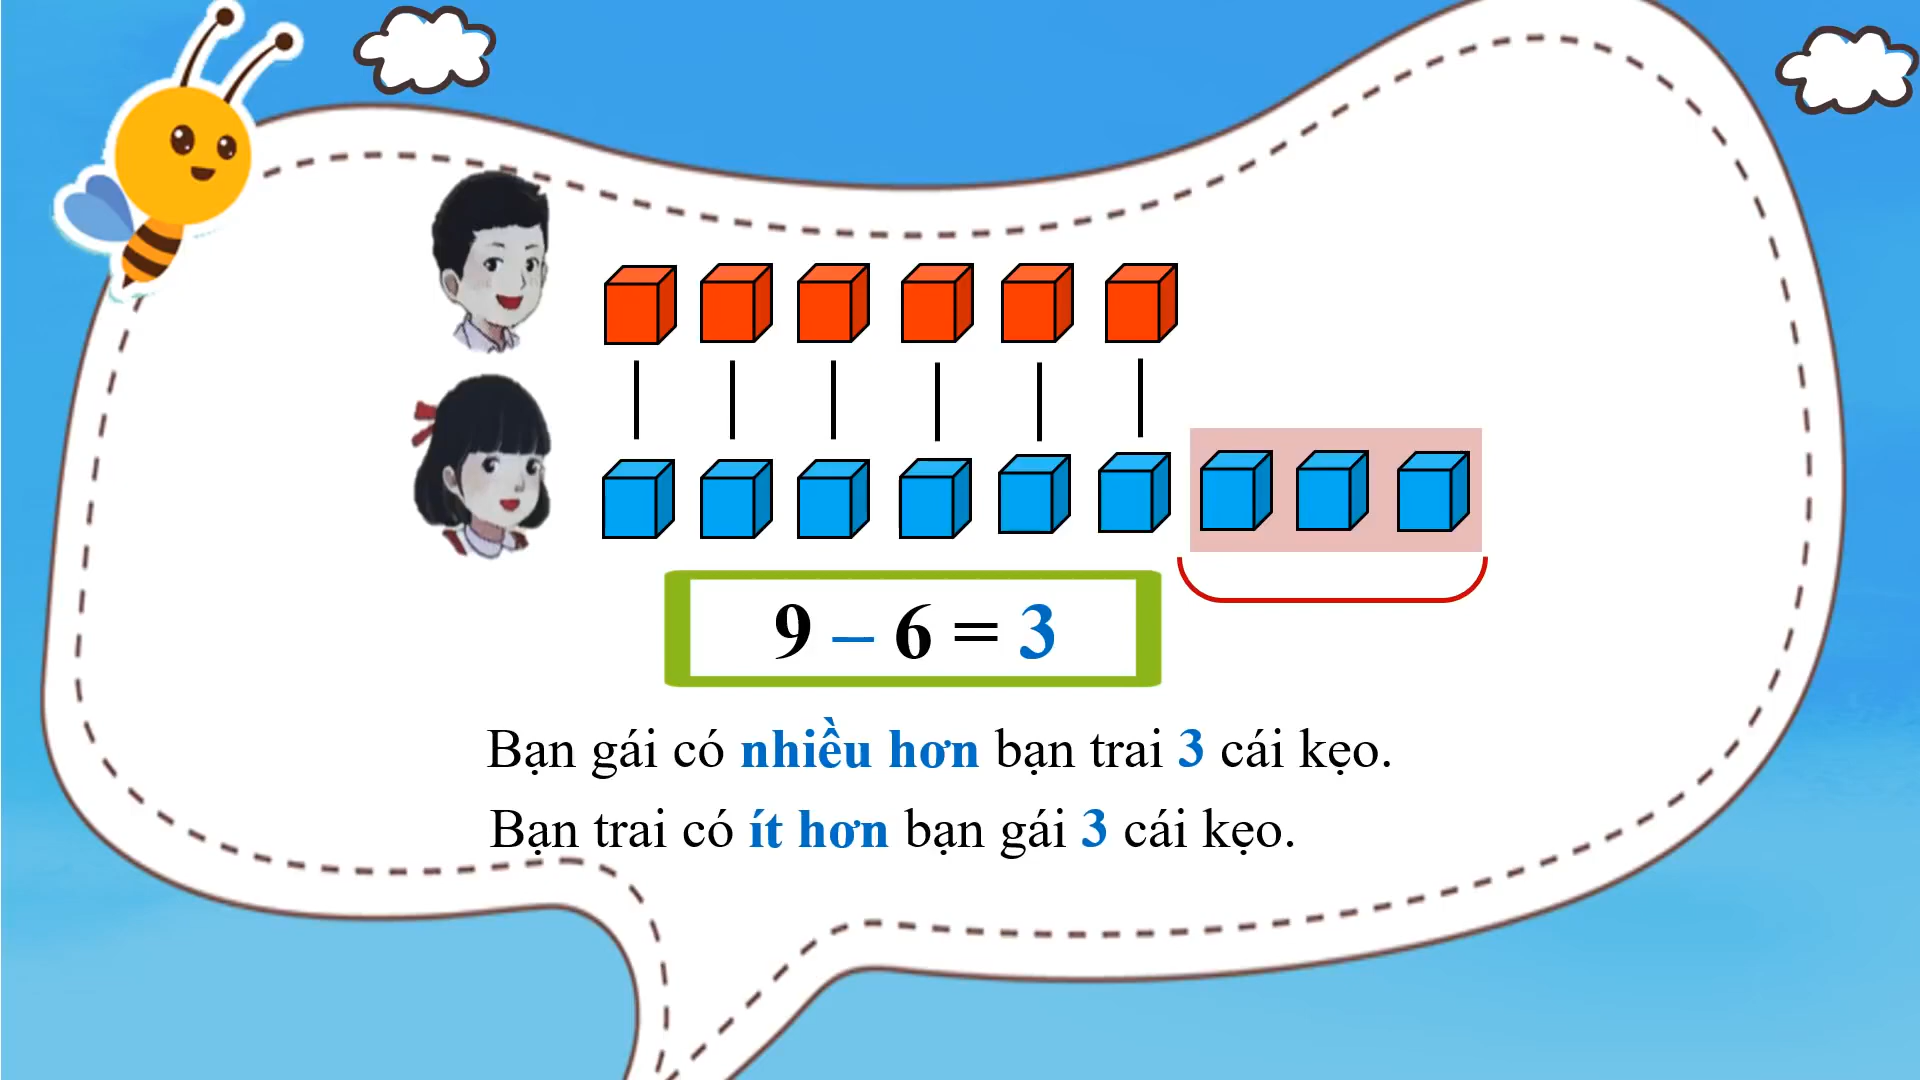 9 – 6 = 3
Bạn gái có nhiều hơn bạn trai 3 cái kẹo.
Bạn trai có ít hơn bạn gái 3 cái kẹo.